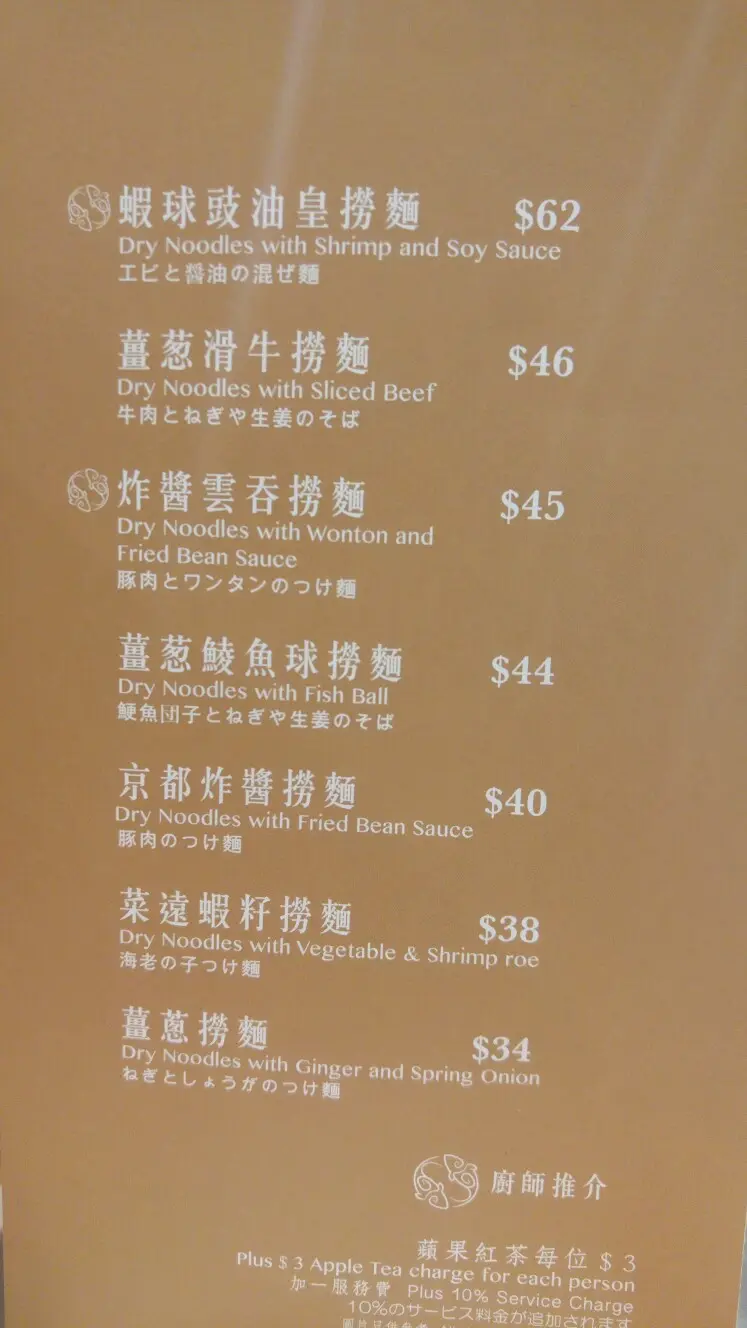 蝦球豉油皇撈麵 $62
Dry Noodles with Shrimp and Soy Sauce
エビと醤油の混ぜ麵
薑葱滑牛撈麵 $46
Dry Noodles with Sliced Beef
牛肉とねぎや生姜のそば
炸醬雲吞撈麵 $45
Dry Noodles with Wonton and
Fried Bean Sauce
豚肉とワンタンのつけ麵
薑葱鯪魚球撈麵 $44
Dry Noodles with Fish Ball
鯁魚団子とねぎや生姜のそば
京都炸醬撈麵 $40
Dry Noodles with Fried Bean Sauce
豚肉のつけ麵
菜遠蝦籽撈麵 $38
Dry Noodles with Vegetable & Shrimp roe
海老の子つけ麵
薑蔥撈麵 $34
Dry Noodles with Ginger and Spring Onion
ねぎとしょうがのつけ麵
廚師推介
蘋果紅茶每位 $ 3
Plus $ 3 Apple Tea charge for each person
加一服務費 Plus 10% Service Charge
10%のサービス料金が追加されます